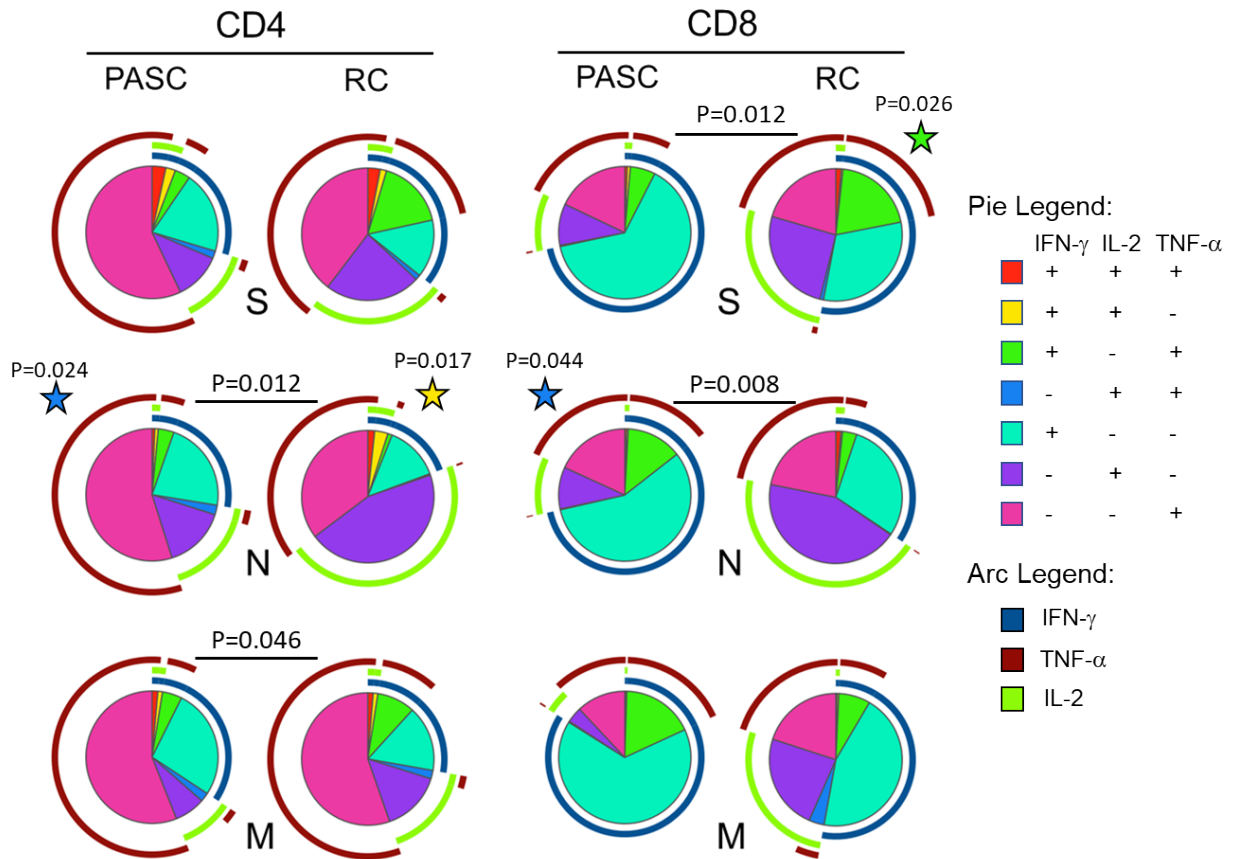 CD4
CD8
PASC
RC
PASC
RC
P=0.012
P=0.026
S
S
P=0.024
P=0.012
P=0.017
P=0.044
P=0.008
N
N
P=0.046
M
M
Pie Legend:
IFN-γ IL-2 TNF-α
+ + +
+ + -
+ - +
- + +
+ - -
- + -
- - +
Arc Legend:
IFN-γ
TNF-α
IL-2